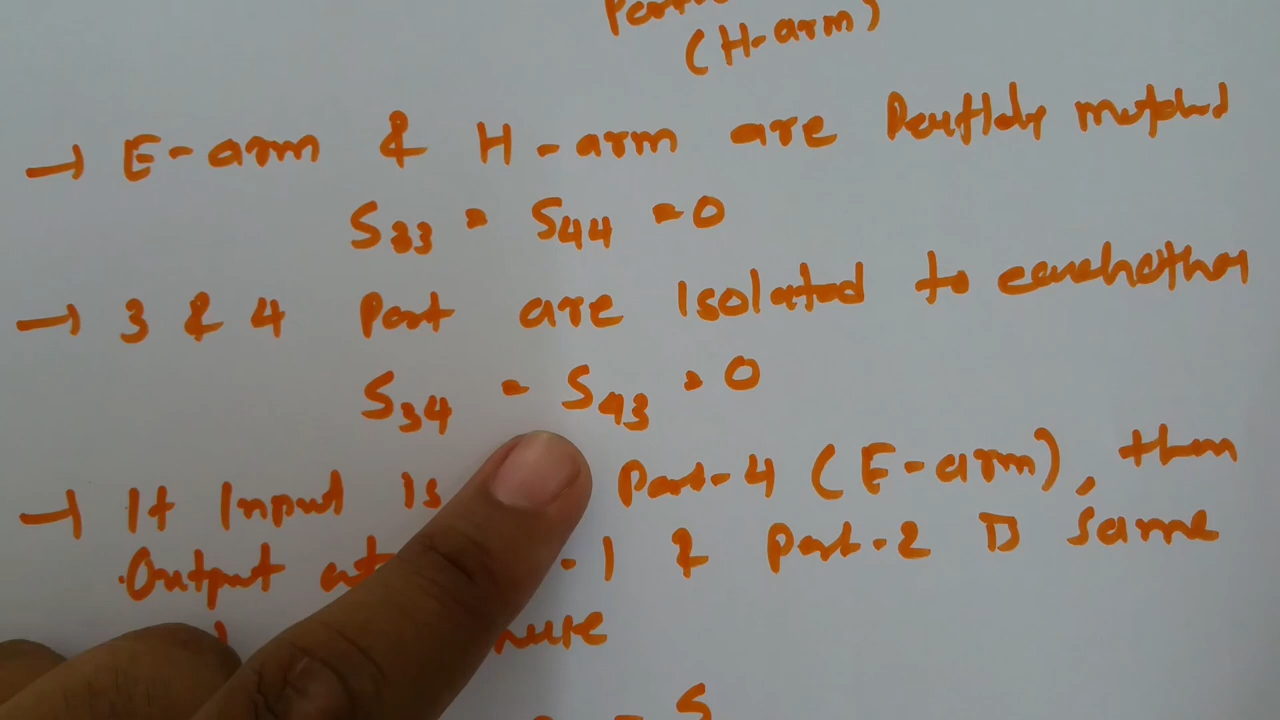 (H-arm)
→ E-arm & H-arm are Perfectly matched
S33 = S44 = 0
→ 3 & 4 Port are Isolated to eachother
S34 = S43 = 0
→ If Input is Port-4 (E-arm), then
Output at -1 & Port-2 is same
S